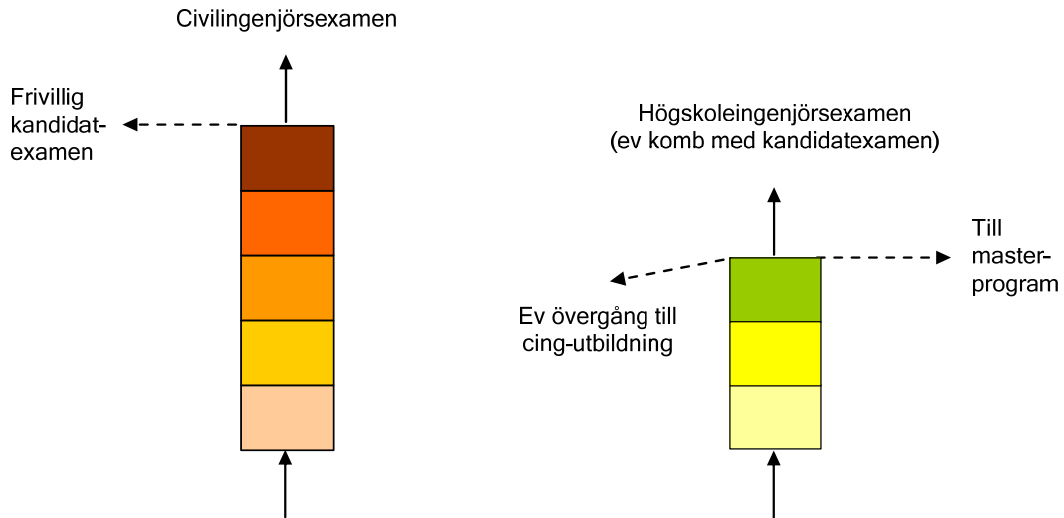 Civilingenjörsexamen
Frivillig
kandidat-
examen
Högskoleingenjörsexamen
(ev komb med kandidatexamen)
Till
master-
program
Ev övergång till
cing-utbildning